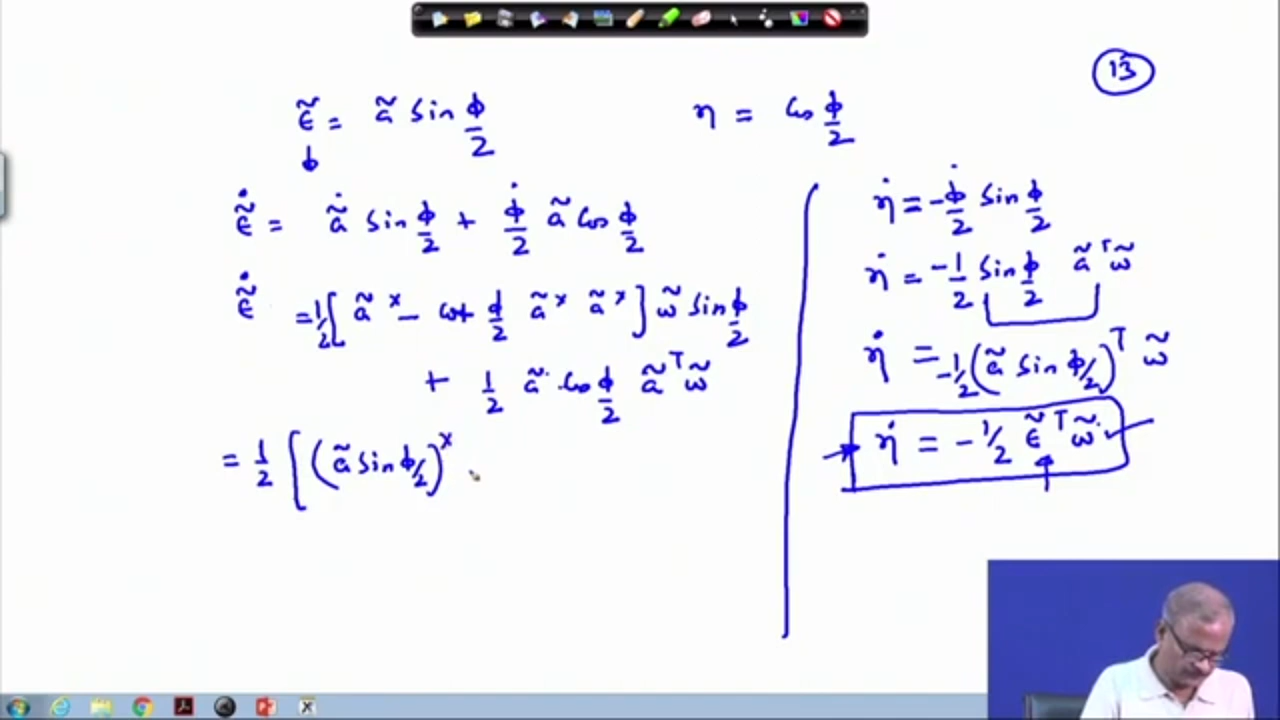 13
ε̃ = ã Sin ϕ/2
η = Cos ϕ/2
ε̃̇ = ã̇ Sin ϕ/2 + ϕ̇/2 ã Cos ϕ/2
ε̃̇ = 1/2 [ ã^x - cot ϕ/2 ã^x ã^x ] ω̃ Sin ϕ/2
+ 1/2 ã Cos ϕ/2 ã^T ω̃
= 1/2 [ (ã Sin ϕ/2)^x
η̇ = -ϕ̇/2 Sin ϕ/2
η̇ = -1/2 Sin ϕ/2 ã^T ω̃
η̇ = -1/2 (ã Sin ϕ/2)^T ω̃
η̇ = -1/2 ε̃^T ω̃